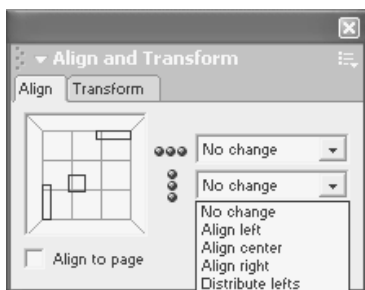 Align and Transform
Align Transform
No change
No change
No change
Align left
Align center
Align right
Distribute lefts
Align to page